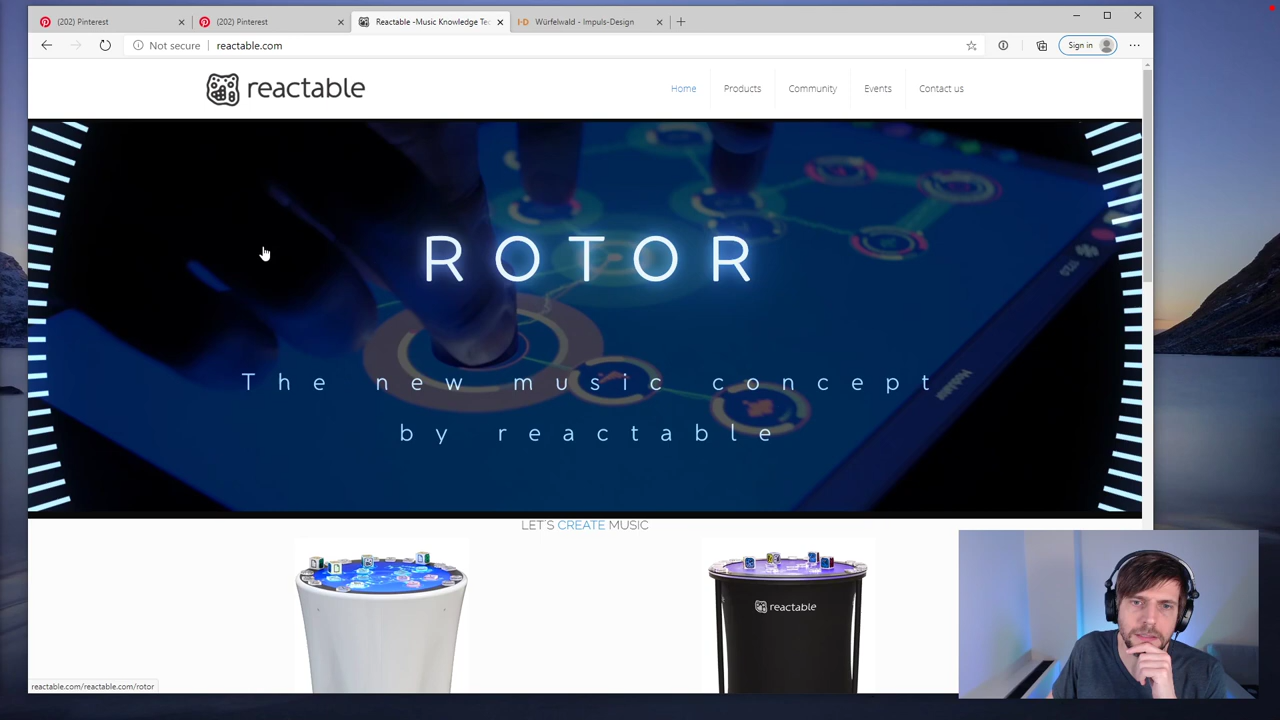 (202) Pinterest
(202) Pinterest
Reactable -Music Knowledge Te
Würfelwald - Impuls-Design
Not secure
reactable.com
Sign in
reactable
Home
Products
Community
Events
Contact us
ROTOR
The new music concept
by reactable
LET'S CREATE MUSIC
reactable
reactable.com/reactable.com/rotor